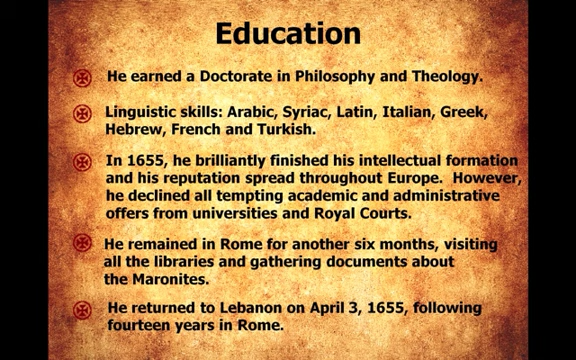 Education
He earned a Doctorate in Philosophy and Theology.
Linguistic skills: Arabic, Syriac, Latin, Italian, Greek,
Hebrew, French and Turkish.
In 1655, he brilliantly finished his intellectual formation
and his reputation spread throughout Europe. However,
he declined all tempting academic and administrative
offers from universities and Royal Courts.
He remained in Rome for another six months, visiting
all the libraries and gathering documents about
the Maronites.
He returned to Lebanon on April 3, 1655, following
fourteen years in Rome.